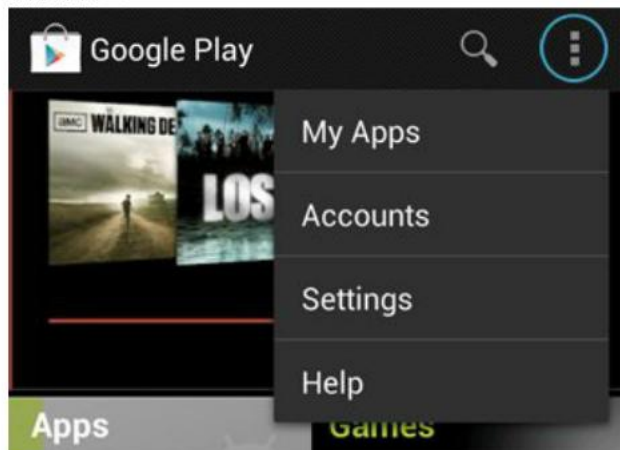 Google Play
amc WALKING DE
LOS
My Apps
Accounts
Settings
Help
Apps
Games